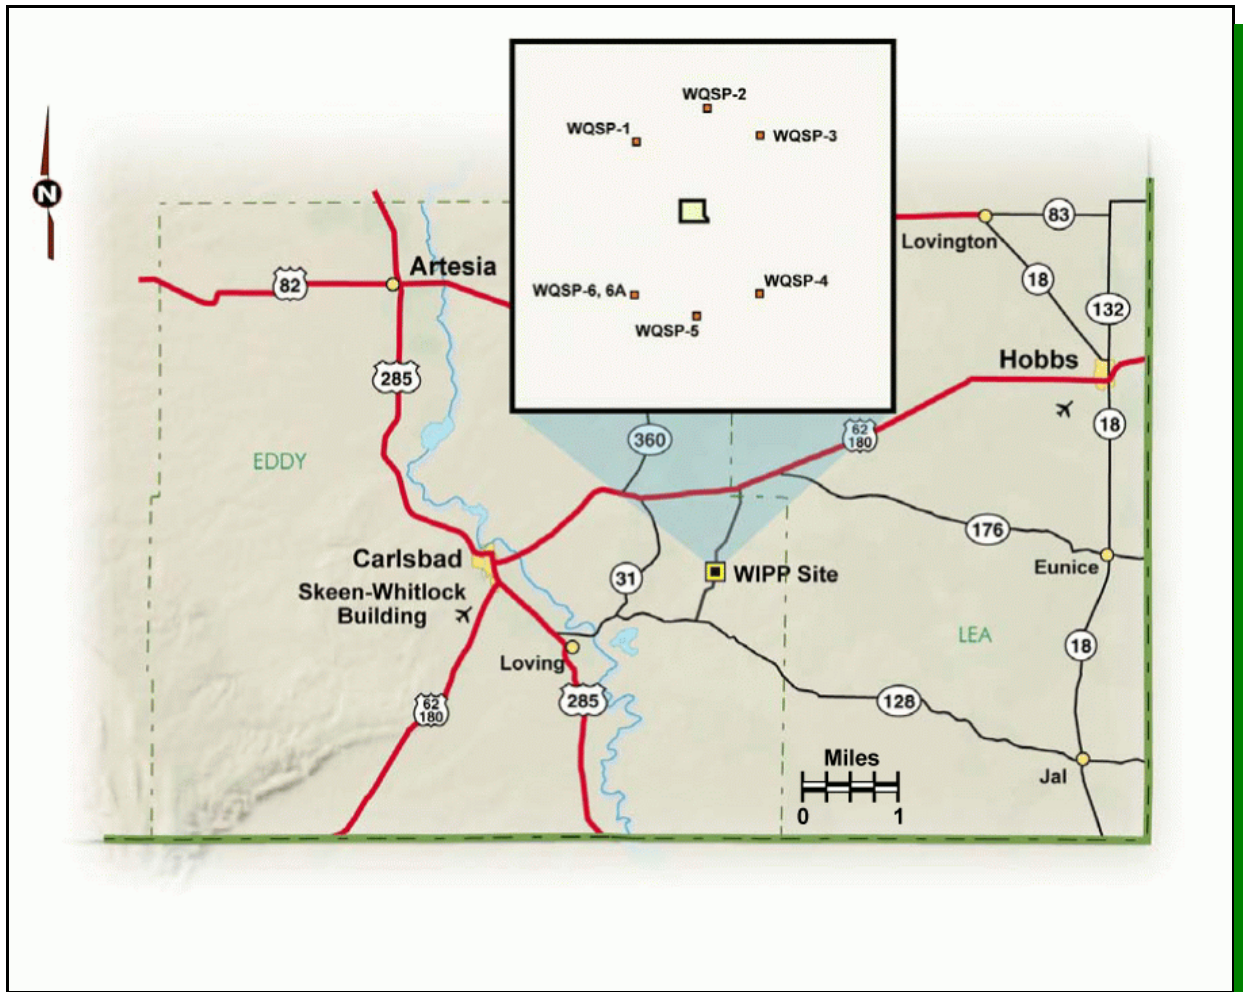 WQSP-2
WQSP-1
WQSP-3
N
83
Lovington
Artesia
82
18
WQSP-4
WQSP-6, 6A
132
WQSP-5
Hobbs
285
18
62
180
360
EDDY
176
Carlsbad
Eunice
31
WIPP Site
Skeen-Whitlock
Building
LEA
18
Loving
62
180
285
128
Miles
Jal
0 1